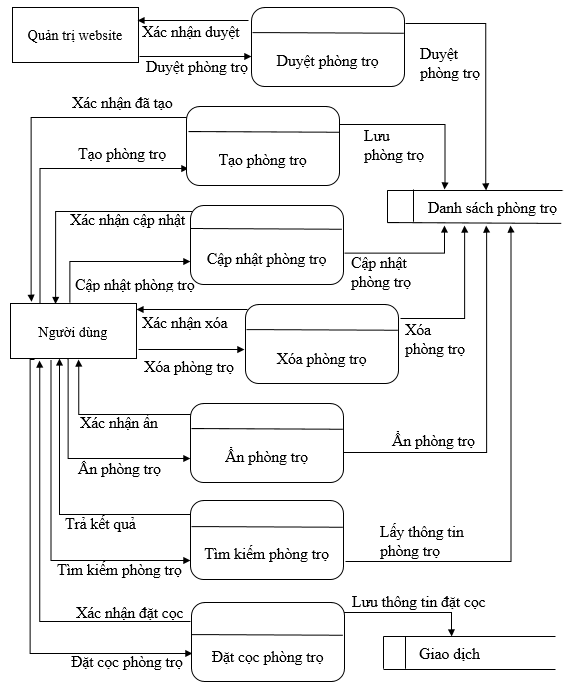 Quản trị website
Xác nhận duyệt
Duyệt phòng trọ
Duyệt phòng trọ
Duyệt
phòng trọ
Xác nhận đã tạo
Tạo phòng trọ
Tạo phòng trọ
Lưu
phòng trọ
Danh sách phòng trọ
Xác nhận cập nhật
Cập nhật phòng trọ
Cập nhật phòng trọ
Cập nhật
phòng trọ
Người dùng
Xác nhận xóa
Xóa phòng trọ
Xóa phòng trọ
Xóa
phòng trọ
Xác nhận ẩn
Ẩn phòng trọ
Ẩn phòng trọ
Ẩn phòng trọ
Trả kết quả
Tìm kiếm phòng trọ
Tìm kiếm phòng trọ
Lấy thông tin
phòng trọ
Xác nhận đặt cọc
Đặt cọc phòng trọ
Đặt cọc phòng trọ
Lưu thông tin đặt cọc
Giao dịch